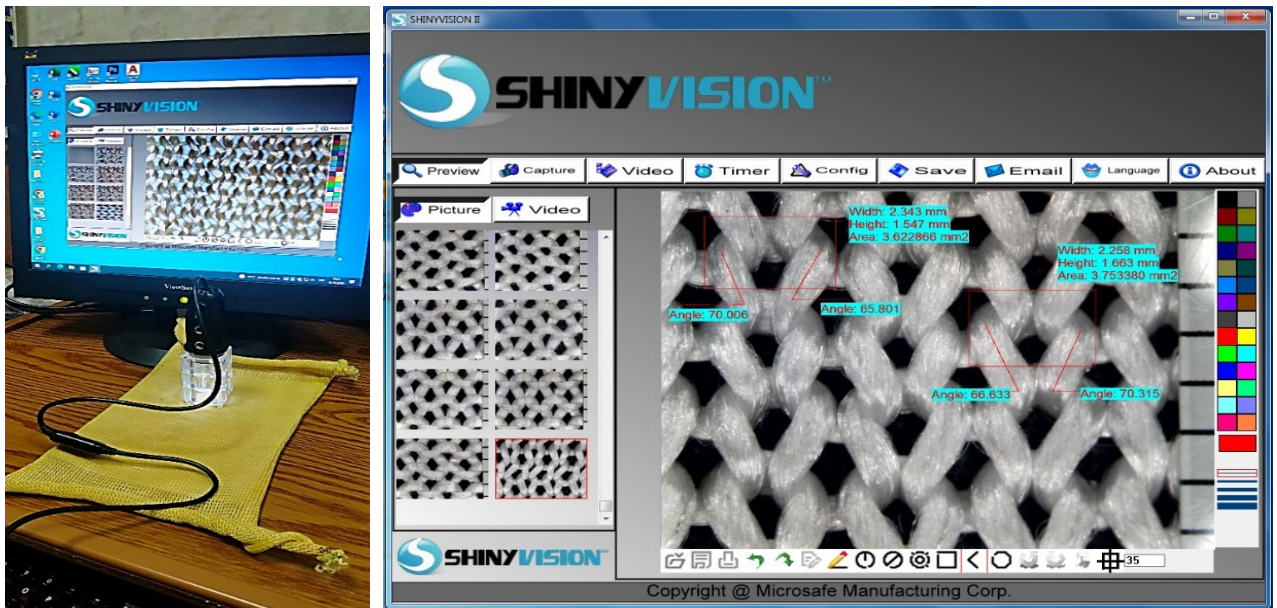 SHINYVISION
ViewSonic
SHINYVISION
SHINYVISION II
SHINYVISION™
Preview
Capture
Video
Timer
Config
Save
Email
Language
About
Picture
Video
Width: 2.343 mm
Height: 1.547 mm
Area: 3.622866 mm2
Width: 2.258 mm
Height: 1.663 mm
Area: 3.753380 mm2
Angle: 70.006
Angle: 65.801
Angle: 66.633
Angle: 70.315
35
SHINYVISION
Copyright @ Microsafe Manufacturing Corp.